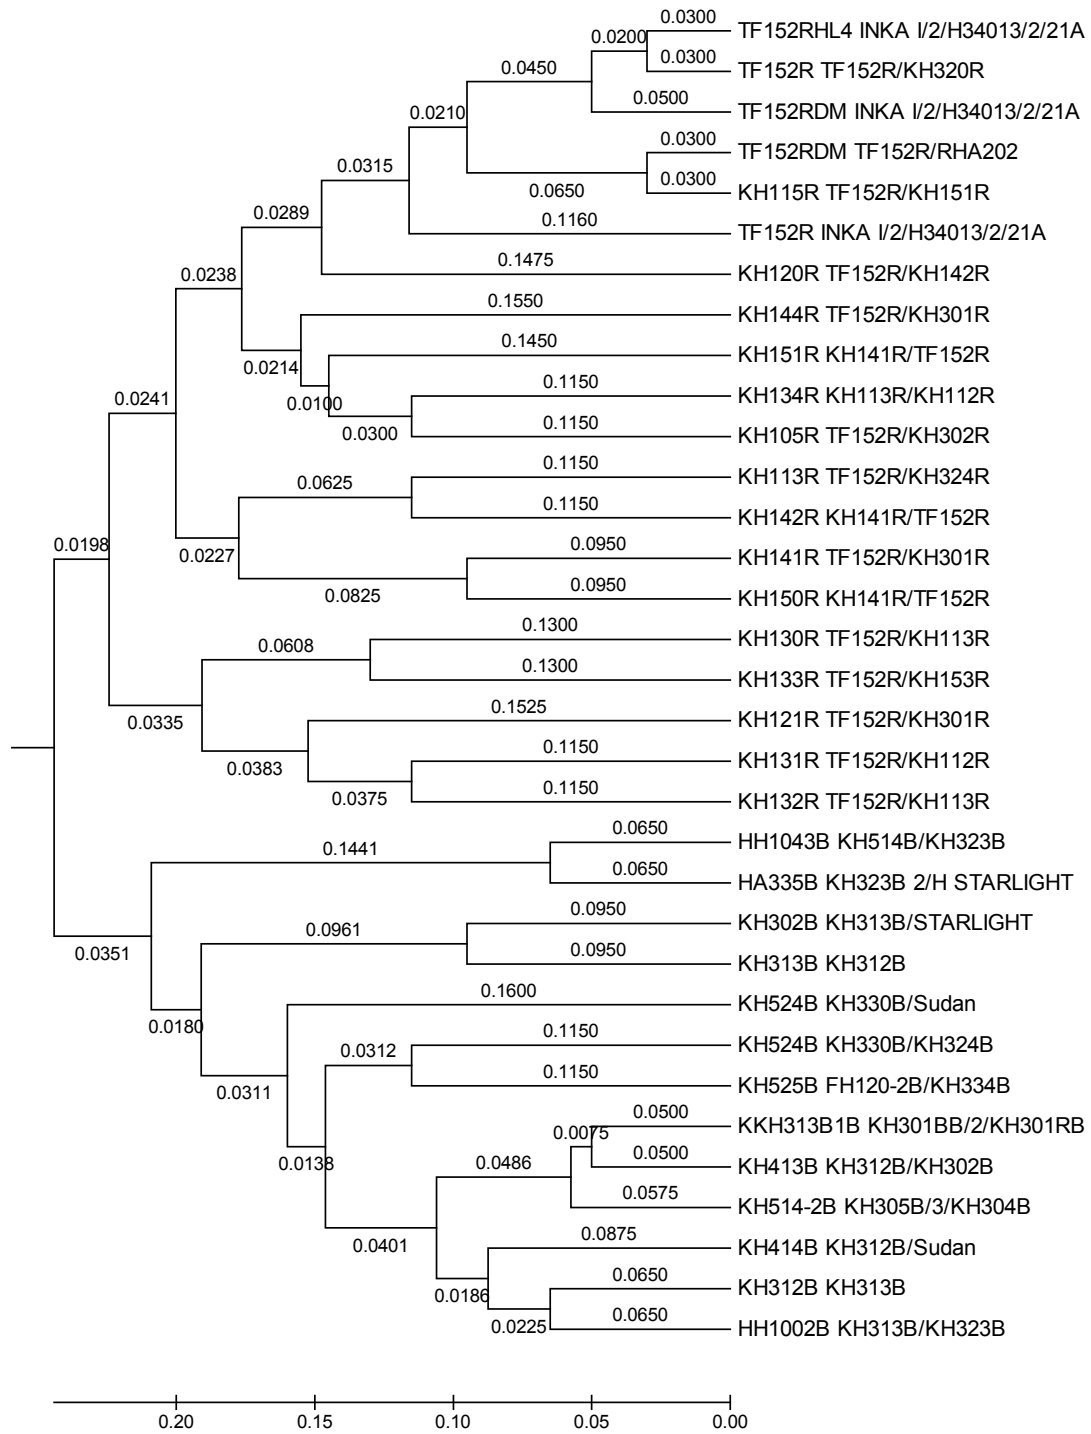 0.0300
TF152RHL4 INKA I/2/H34013/2/21A
0.0200
0.0300
TF152R TF152R/KH320R
0.0450
0.0500
TF152RDM INKA I/2/H34013/2/21A
0.0210
0.0300
TF152RDM TF152R/RHA202
0.0315
0.0650
0.0300
KH115R TF152R/KH151R
0.0289
0.1160
TF152R INKA I/2/H34013/2/21A
0.0238
0.1475
KH120R TF152R/KH142R
0.1550
KH144R TF152R/KH301R
0.0214
0.1450
KH151R KH141R/TF152R
0.0241
0.0100
0.1150
KH134R KH113R/KH112R
0.0300
0.1150
KH105R TF152R/KH302R
0.0625
0.1150
KH113R TF152R/KH324R
0.1150
KH142R KH141R/TF152R
0.0198
0.0227
0.0950
KH141R TF152R/KH301R
0.0825
0.0950
KH150R KH141R/TF152R
0.0608
0.1300
KH130R TF152R/KH113R
0.1300
KH133R TF152R/KH153R
0.0335
0.1525
KH121R TF152R/KH301R
0.0383
0.1150
KH131R TF152R/KH112R
0.0375
0.1150
KH132R TF152R/KH113R
0.1441
0.0650
HH1043B KH514B/KH323B
0.0650
HA335B KH323B 2/H STARLIGHT
0.0351
0.0961
0.0950
KH302B KH313B/STARLIGHT
0.0950
KH313B KH312B
0.0180
0.1600
KH524B KH330B/Sudan
0.0312
0.1150
KH524B KH330B/KH324B
0.0311
0.1150
KH525B FH120-2B/KH334B
0.0075
0.0500
KKH313B1B KH301BB/2/KH301RB
0.0138
0.0486
0.0500
KH413B KH312B/KH302B
0.0575
KH514-2B KH305B/3/KH304B
0.0401
0.0875
KH414B KH312B/Sudan
0.0186
0.0650
KH312B KH313B
0.0225
0.0650
HH1002B KH313B/KH323B
0.20 0.15 0.10 0.05 0.00